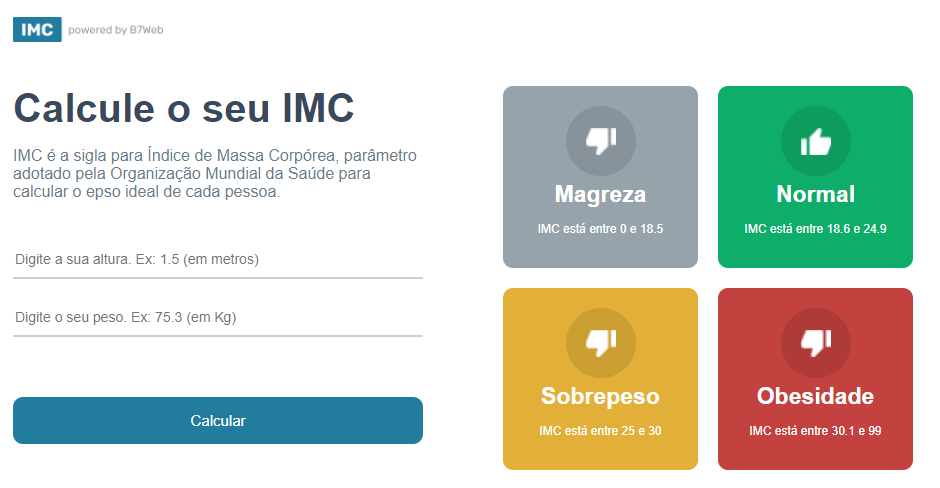 IMC powered by B7Web
Calcule o seu IMC
IMC é a sigla para Índice de Massa Corpórea, parâmetro
adotado pela Organização Mundial da Saúde para
calcular o epso ideal de cada pessoa.
Digite a sua altura. Ex: 1.5 (em metros)
Digite o seu peso. Ex: 75.3 (em Kg)
Calcular
Magreza
IMC está entre 0 e 18.5
Normal
IMC está entre 18.6 e 24.9
Sobrepeso
IMC está entre 25 e 30
Obesidade
IMC está entre 30.1 e 99